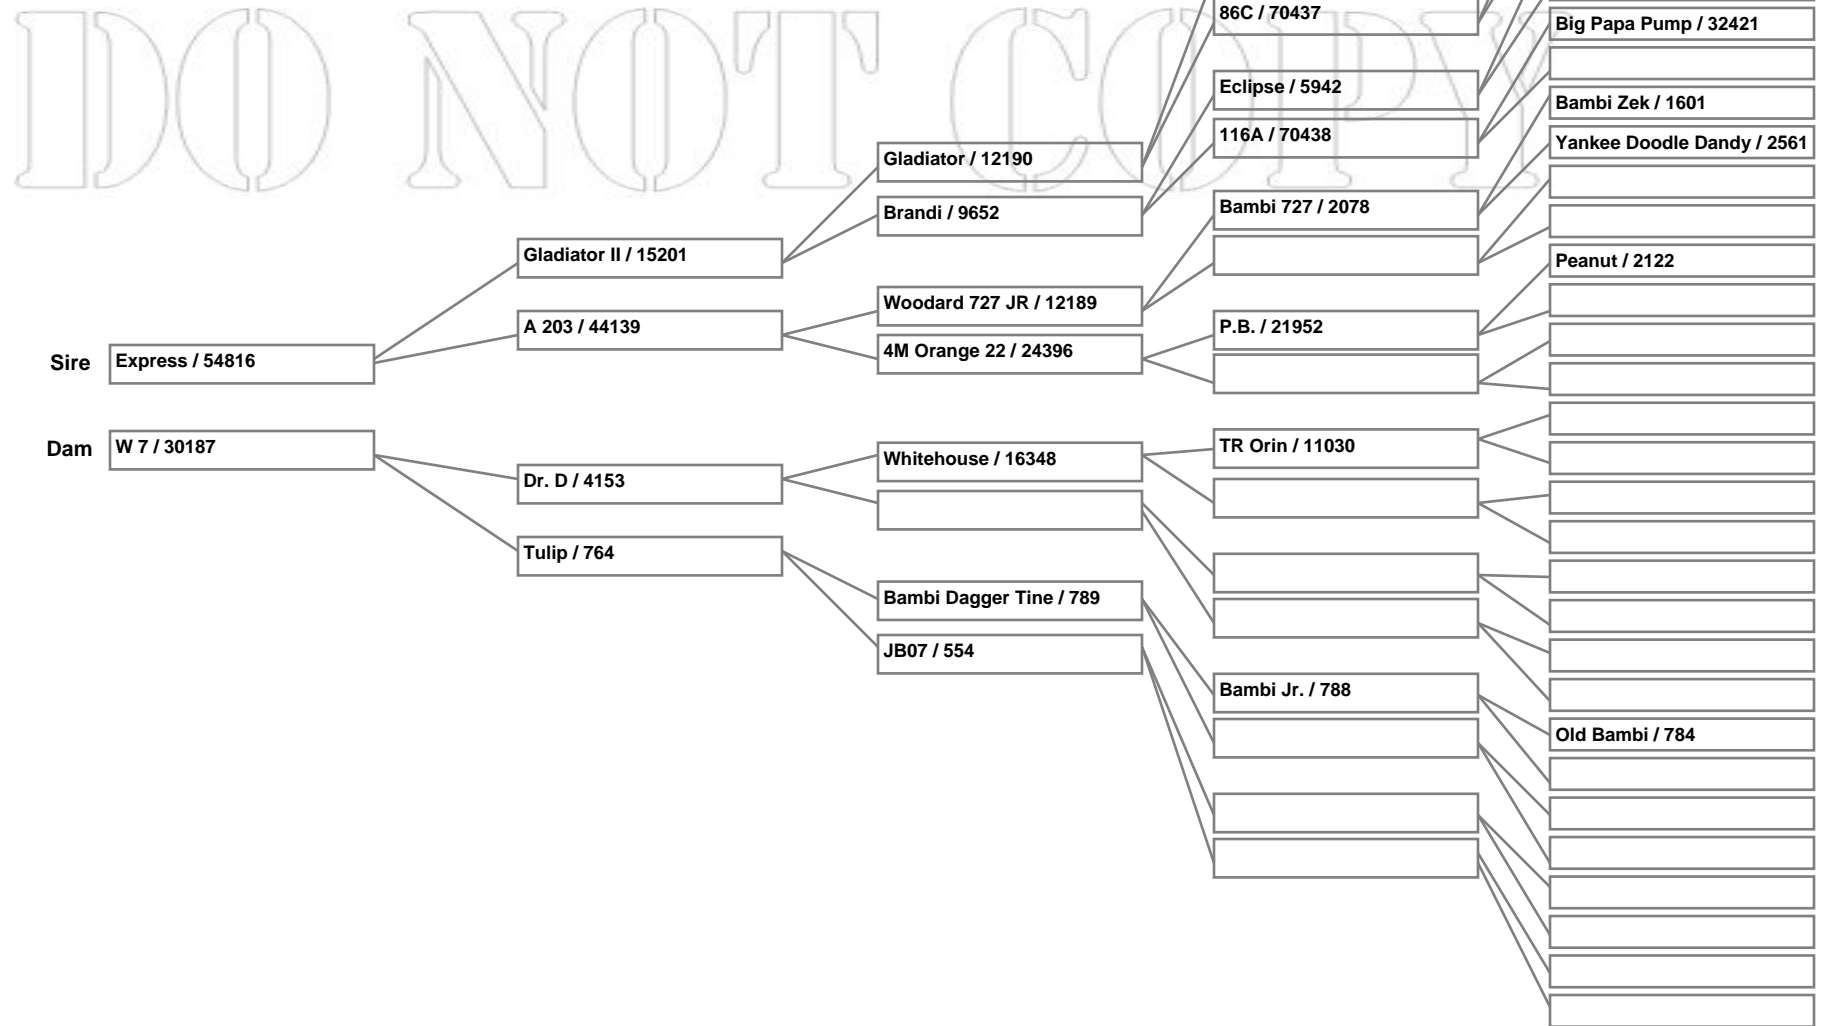 DO NOT COPY
86C / 70437
Big Papa Pump / 32421
Eclipse / 5942
Bambi Zek / 1601
116A / 70438
Yankee Doodle Dandy / 2561
Gladiator / 12190
Brandi / 9652
Bambi 727 / 2078
Gladiator II / 15201
Peanut / 2122
Woodard 727 JR / 12189
A 203 / 44139
P.B. / 21952
4M Orange 22 / 24396
Sire
Express / 54816
Dam
W 7 / 30187
TR Orin / 11030
Whitehouse / 16348
Dr. D / 4153
Tulip / 764
Bambi Dagger Tine / 789
JB07 / 554
Bambi Jr. / 788
Old Bambi / 784